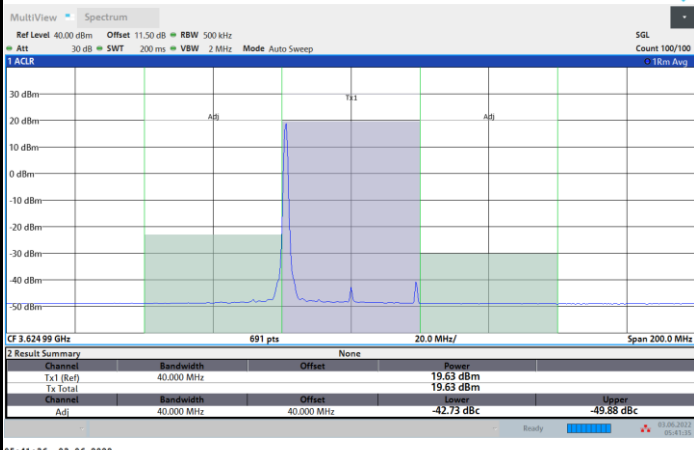 MultiView Spectrum
Ref Level 40.00 dBm Offset 11.50 dB RBW 500 kHz SGL
Att 30 dB SWT 200 ms VBW 2 MHz Mode Auto Sweep Count 100/100
1 ACLR 1Rm Avg
30 dBm
Tx1
20 dBm
Adj Adj
10 dBm
0 dBm
-10 dBm
-20 dBm
-30 dBm
-40 dBm
-50 dBm
CF 3.624 99 GHz 691 pts 20.0 MHz/ Span 200.0 MHz
2 Result Summary None
Channel Bandwidth Offset Power
Tx1 (Ref) 40.000 MHz 19.63 dBm
Tx Total 19.63 dBm
Channel Bandwidth Offset Lower Upper
Adj 40.000 MHz 40.000 MHz -42.73 dBc -49.88 dBc
Ready 03.06.2022
05:41:35